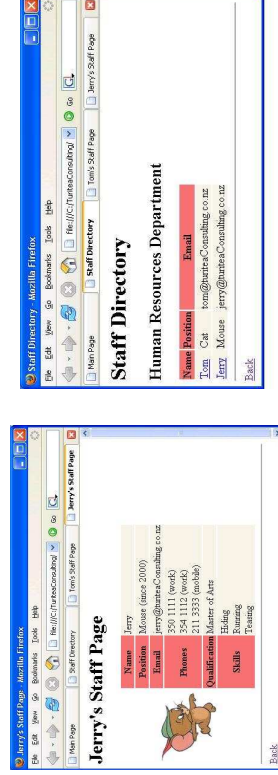 Staff Directory - Mozilla Firefox
File Edit View Go Bookmarks Tools Help
file:///C:/TuriteaConsulting/ Go
Main Page Staff Directory Tom's Staff Page Jerry's Staff Page
Staff Directory
Human Resources Department
Name Position Email
Tom Cat tom@turiteaConsulting.co.nz
Jerry Mouse jerry@turiteaConsulting.co.nz
Back
Jerry's Staff Page - Mozilla Firefox
File Edit View Go Bookmarks Tools Help
file:///C:/TuriteaConsulting/ Go
Main Page Staff Directory Tom's Staff Page Jerry's Staff Page
Jerry's Staff Page
Name Jerry
Position Mouse (since 2000)
Email jerry@turiteaConsulting.co.nz
Phones
350 1111 (work)
354 1112 (work)
211 3333 (mobile)
Qualification Master of Arts
Skills
Hiding
Running
Teasing
Back